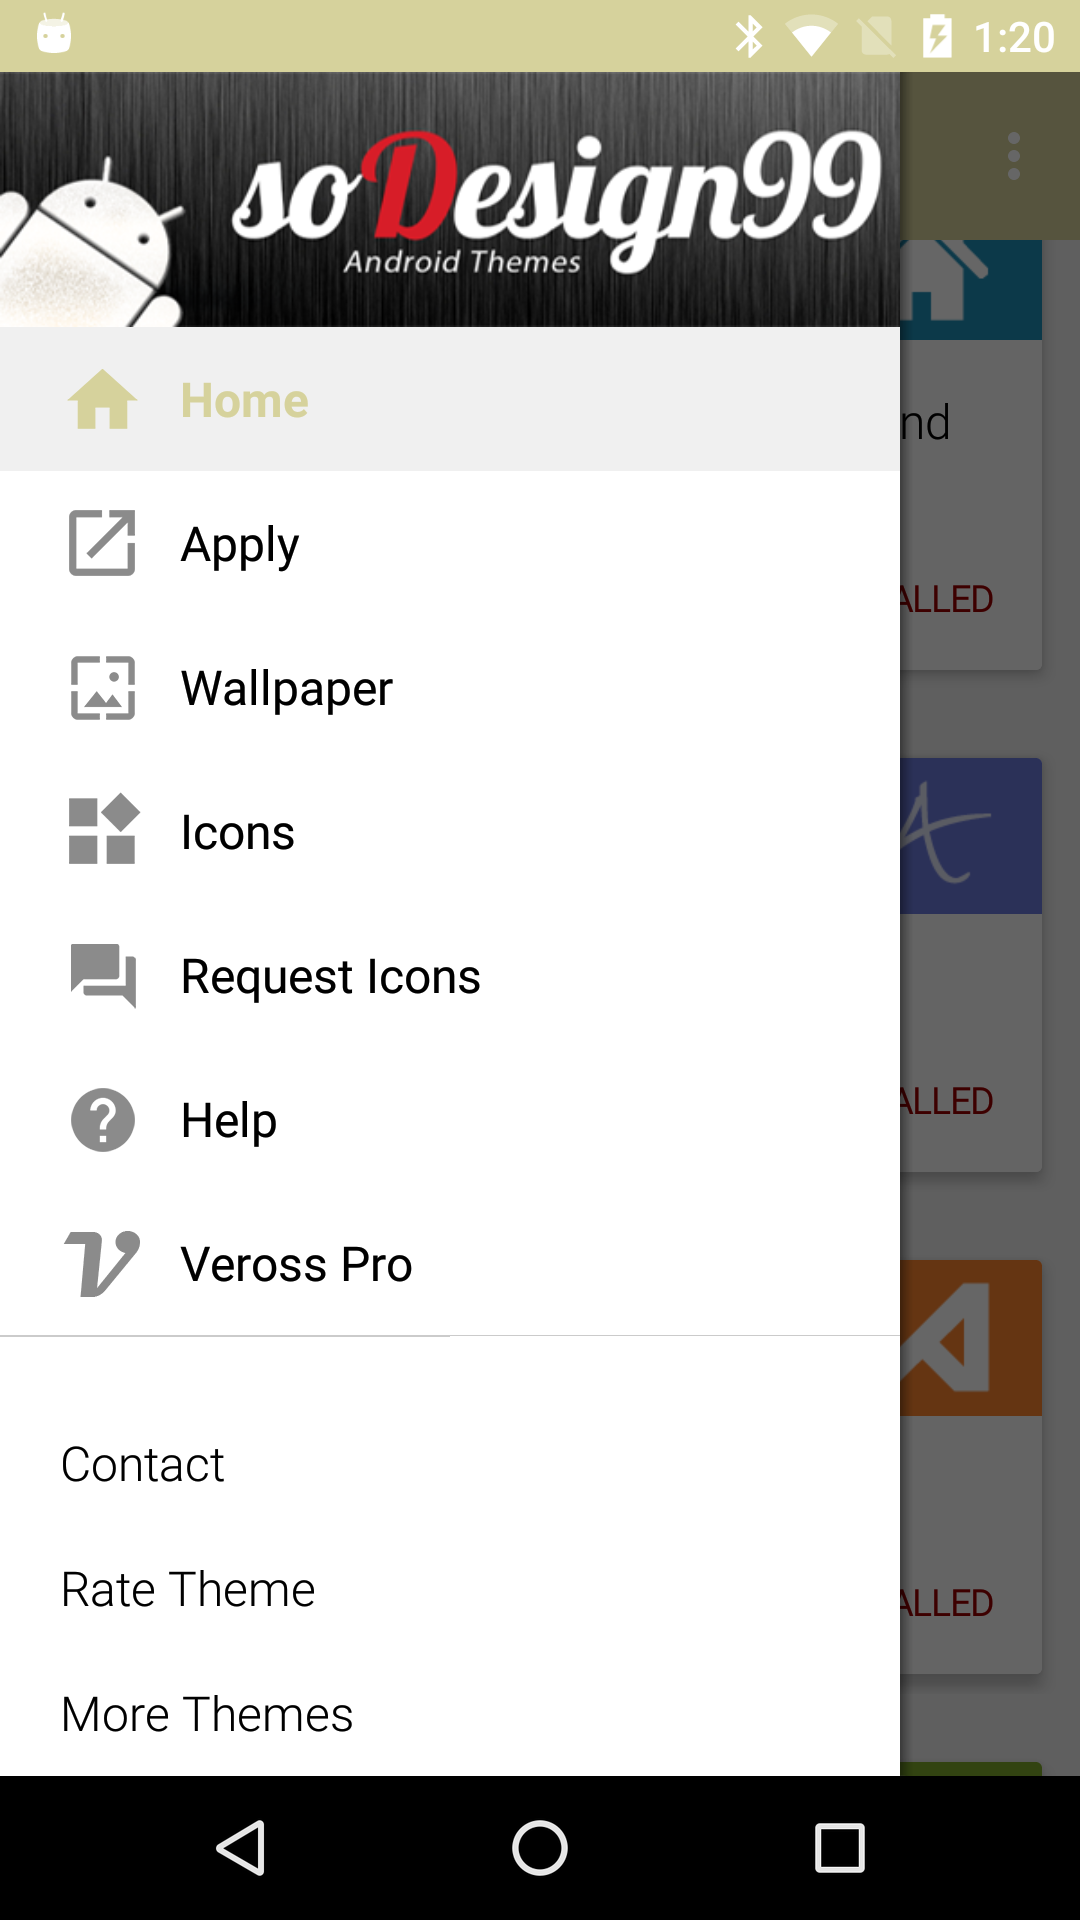 1:20
soDesign99
Android Themes
Home
nd
Apply
ALLED
Wallpaper
Icons
Request Icons
ALLED
Help
Veross Pro
Contact
Rate Theme
ALLED
More Themes